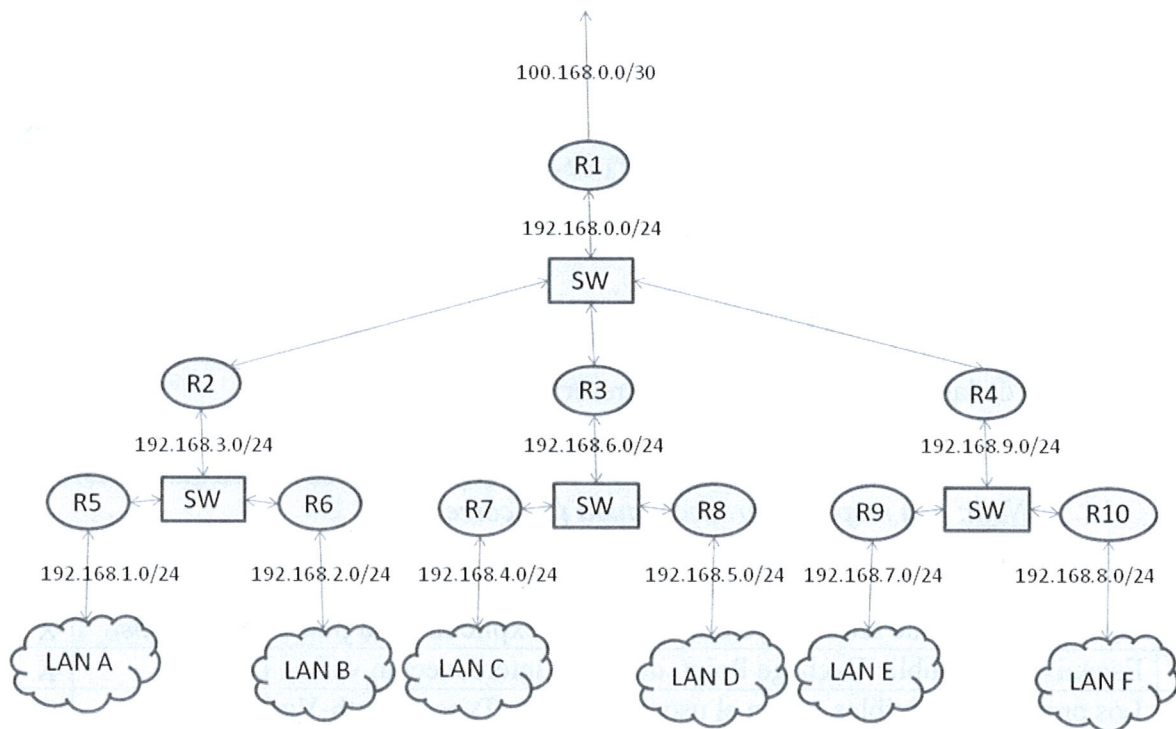 100.168.0.0/30
R1
192.168.0.0/24
SW
R2
R3
R4
192.168.3.0/24
192.168.6.0/24
192.168.9.0/24
R5
SW
R6
R7
SW
R8
R9
SW
R10
192.168.1.0/24
192.168.2.0/24
192.168.4.0/24
192.168.5.0/24
192.168.7.0/24
192.168.8.0/24
LAN A
LAN B
LAN C
LAN D
LAN E
LAN F